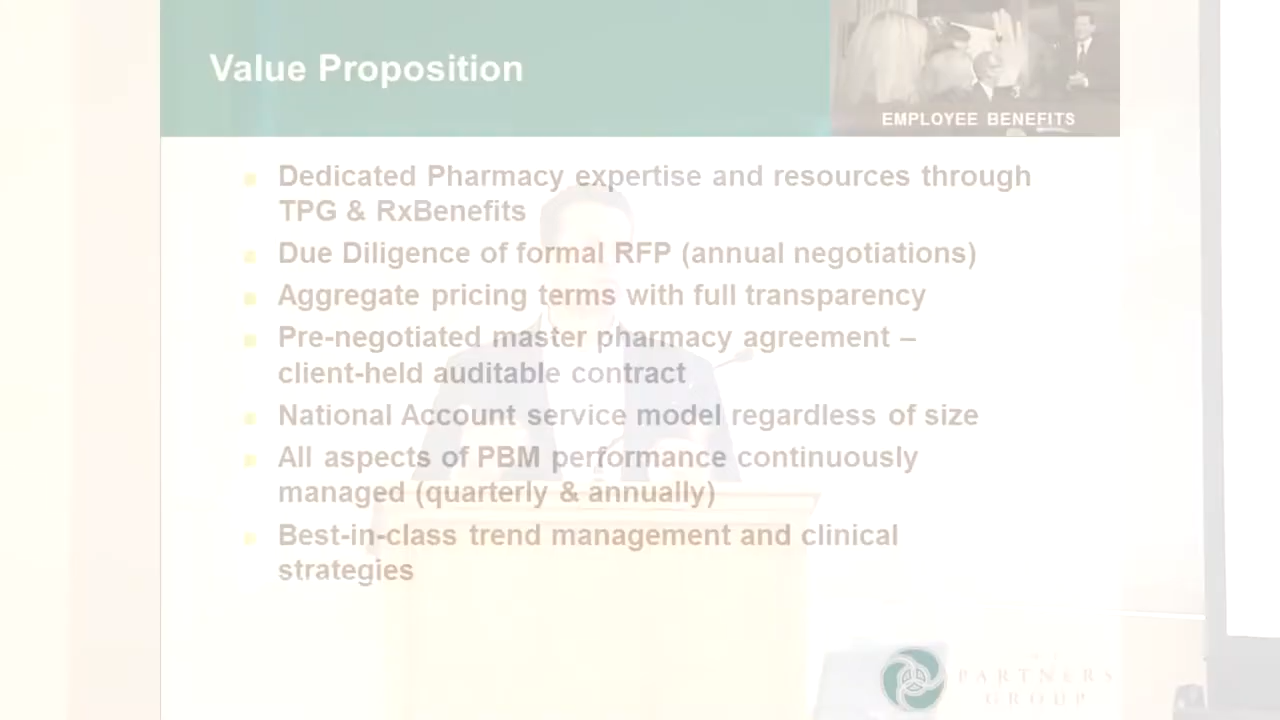 Value Proposition
EMPLOYEE BENEFITS
Dedicated Pharmacy expertise and resources through
TPG & RxBenefits
Due Diligence of formal RFP (annual negotiations)
Aggregate pricing terms with full transparency
Pre-negotiated master pharmacy agreement –
client-held auditable contract
National Account service model regardless of size
All aspects of PBM performance continuously
managed (quarterly & annually)
Best-in-class trend management and clinical
strategies
PARTNERS
GROUP